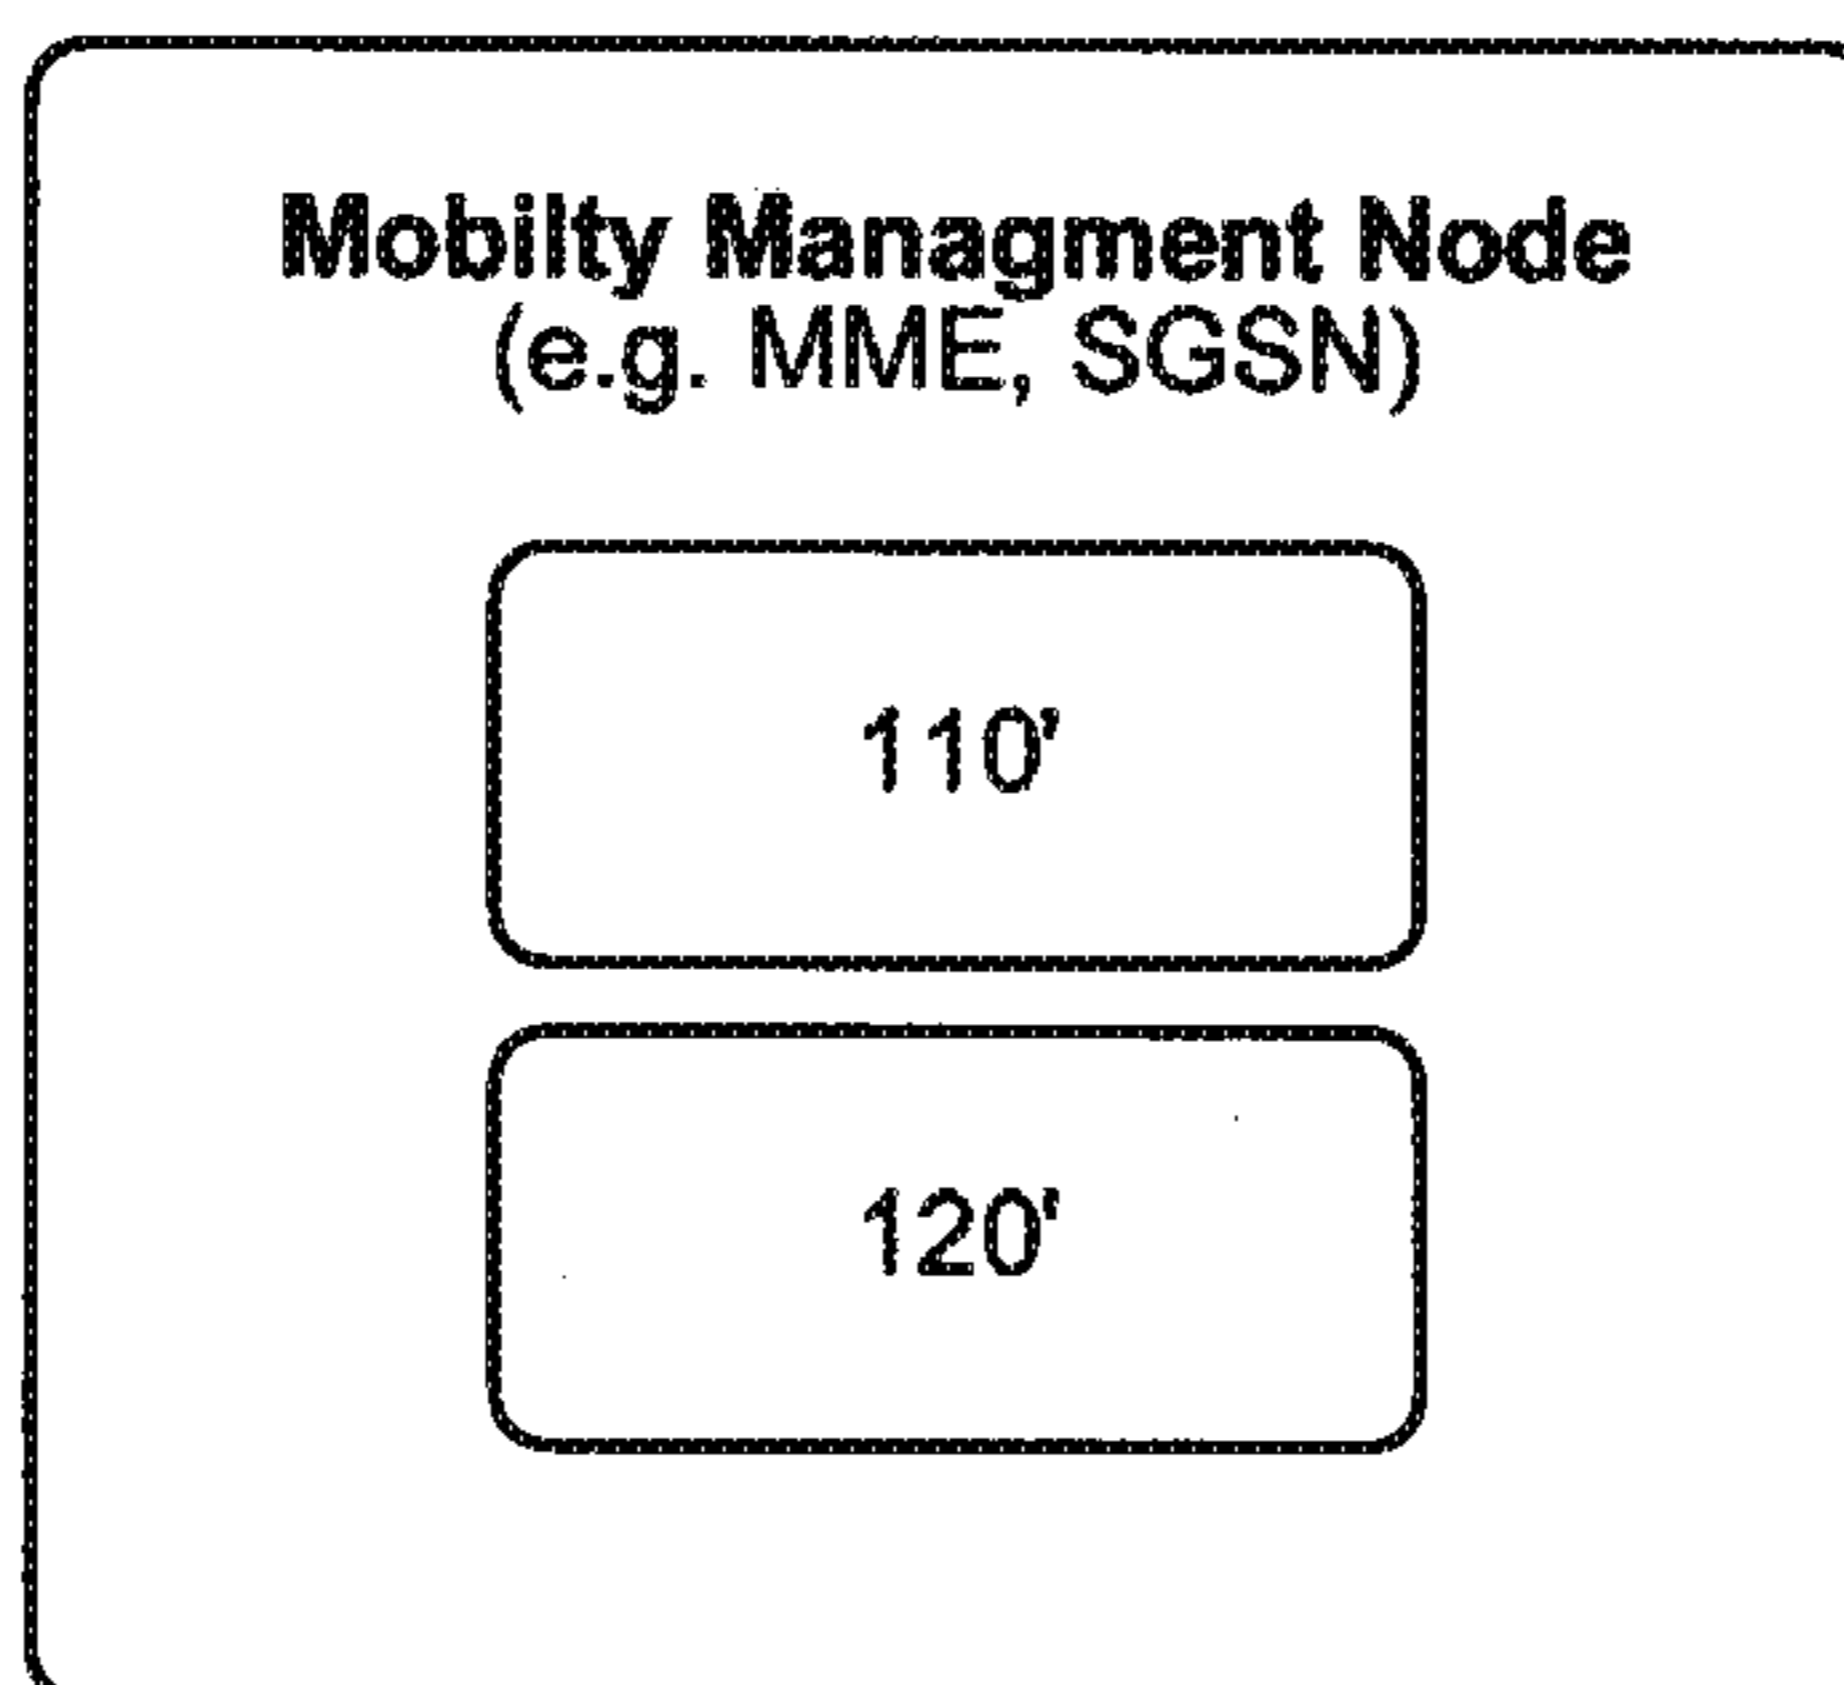 Mobilty Managment Node
(e.g. MME, SGSN)
110'
120'